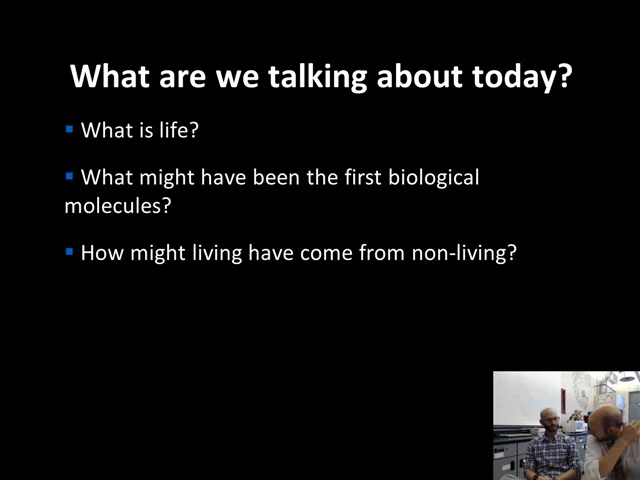 What are we talking about today?
▪ What is life?
▪ What might have been the first biological
molecules?
▪ How might living have come from non-living?